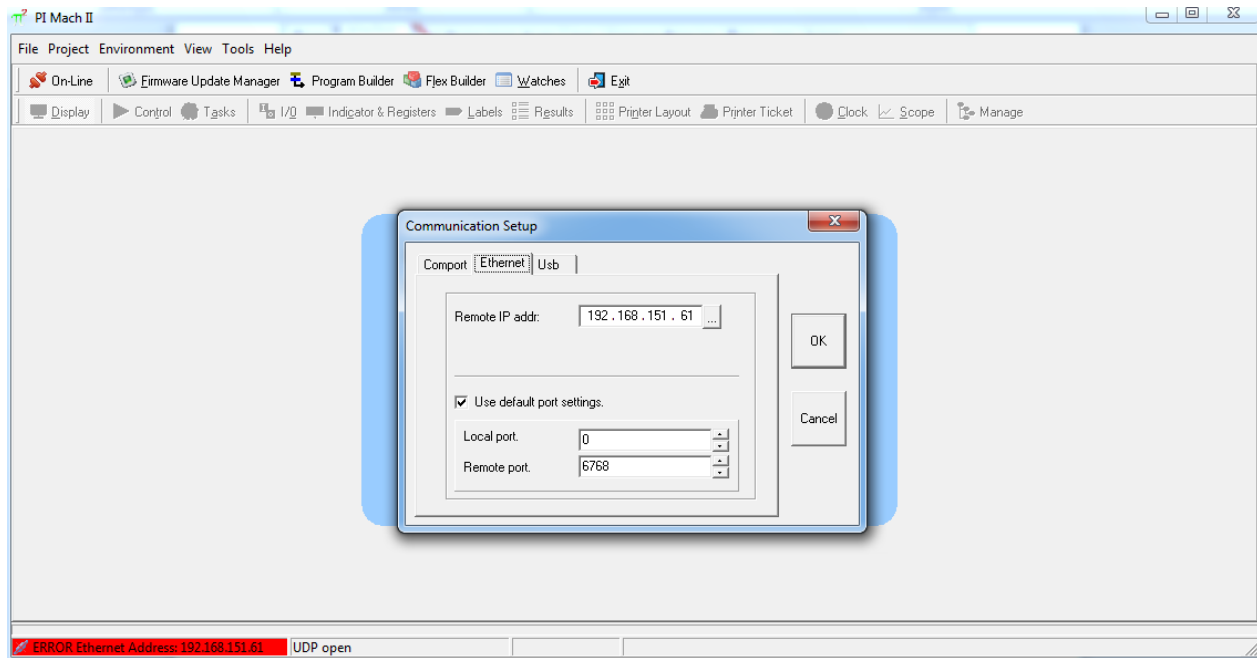 π² PI Mach II
File Project Environment View Tools Help
On-Line Firmware Update Manager Program Builder Flex Builder Watches Exit
Display Control Tasks I/O Indicator & Registers Labels Results Printer Layout Printer Ticket Clock Scope Manage
Communication Setup
Comport Ethernet Usb
Remote IP addr: 192 . 168 . 151 . 61 ...
OK
Use default port settings.
Cancel
Local port. 0
Remote port. 6768
ERROR Ethernet Address: 192.168.151.61 UDP open